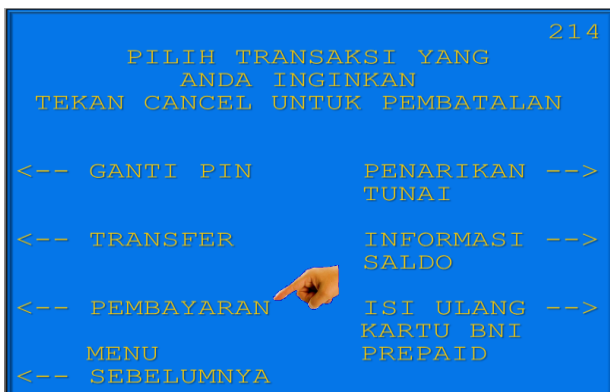 214
PILIH TRANSAKSI YANG
ANDA INGINKAN
TEKAN CANCEL UNTUK PEMBATALAN
<-- GANTI PIN
PENARIKAN -->
TUNAI
<-- TRANSFER
INFORMASI -->
SALDO
<-- PEMBAYARAN
ISI ULANG -->
KARTU BNI
PREPAID
MENU
<-- SEBELUMNYA